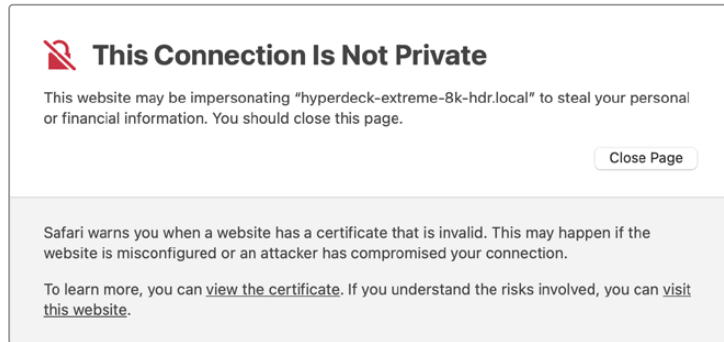 This Connection Is Not Private
This website may be impersonating “hyperdeck-extreme-8k-hdr.local” to steal your personal
or financial information. You should close this page.
Close Page
Safari warns you when a website has a certificate that is invalid. This may happen if the
website is misconfigured or an attacker has compromised your connection.
To learn more, you can view the certificate. If you understand the risks involved, you can visit
this website.